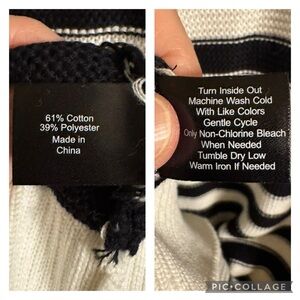 61% Cotton
39% Polyester
Made in
China
Turn Inside Out
Machine Wash Cold
With Like Colors
Gentle Cycle
Only Non-Chlorine Bleach
When Needed
Tumble Dry Low
Warm Iron If Needed
PIC•COLLAGE